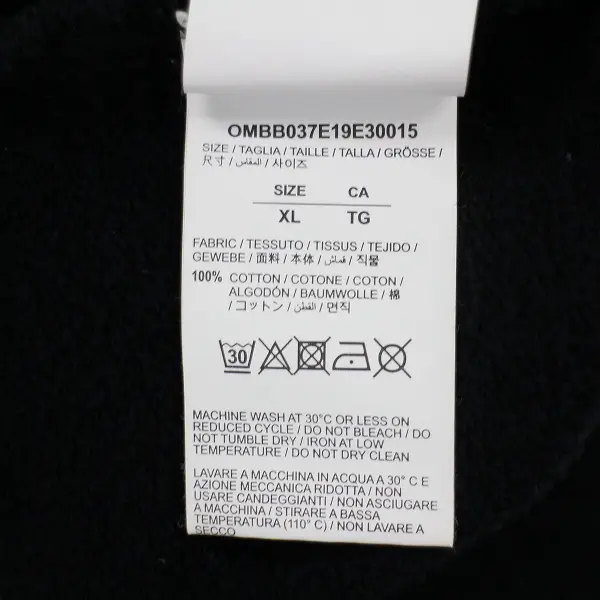 OMBB037E19E30015
SIZE / TAGLIA / TAILLE / TALLA / GRÖSSE /
尺寸 / المقاس / 사이즈
SIZE CA
XL TG
FABRIC / TESSUTO / TISSUS / TEJIDO /
GEWEBE / 面料 / 本体 / قماش / 직물
100% COTTON / COTONE / COTON /
ALGODÓN / BAUMWOLLE / 棉
/ コットン / القطن / 면직
30
MACHINE WASH AT 30°C OR LESS ON
REDUCED CYCLE / DO NOT BLEACH / DO
NOT TUMBLE DRY / IRON AT LOW
TEMPERATURE / DO NOT DRY CLEAN
LAVARE A MACCHINA IN ACQUA A 30° C E
AZIONE MECCANICA RIDOTTA / NON
USARE CANDEGGIANTI / NON ASCIUGARE
A MACCHINA / STIRARE A BASSA
TEMPERATURA (110° C) / NON LAVARE A
SECCO